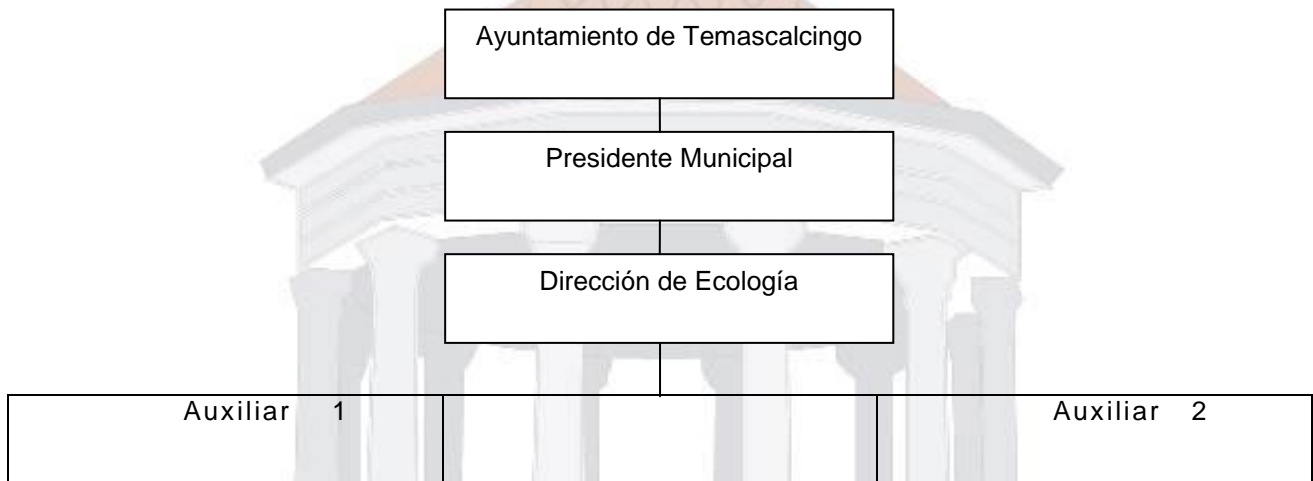 Ayuntamiento de Temascalcingo
Presidente Municipal
Dirección de Ecología
Auxiliar 1 Auxiliar 2